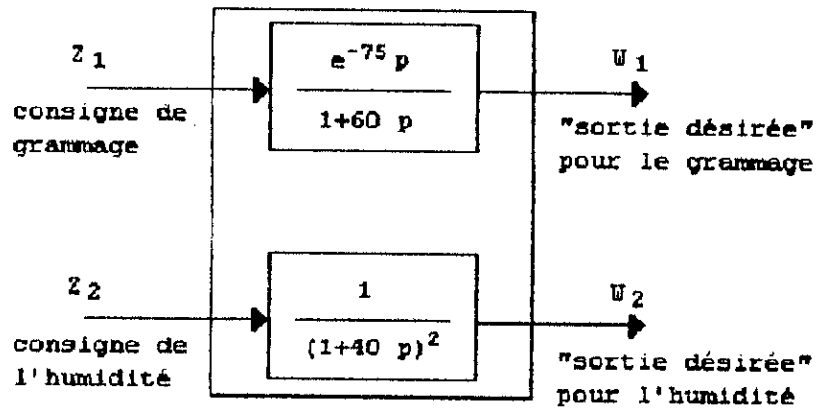 Z 1
consigne de
grammage
e-75 p
1+60 p
W 1
"sortie désirée"
pour le grammage
Z 2
consigne de
l'humidité
1
(1+40 p)2
W 2
"sortie désirée"
pour l'humidité